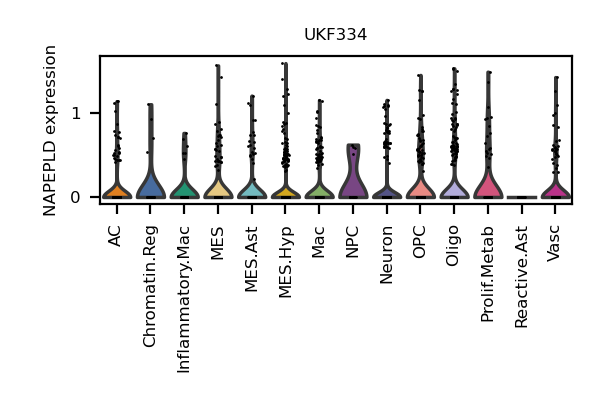 UKF334
NAPEPLD expression
1
0
AC
Chromatin.Reg
Inflammatory.Mac
MES
MES.Ast
MES.Hyp
Mac
NPC
Neuron
OPC
Oligo
Prolif.Metab
Reactive.Ast
Vasc